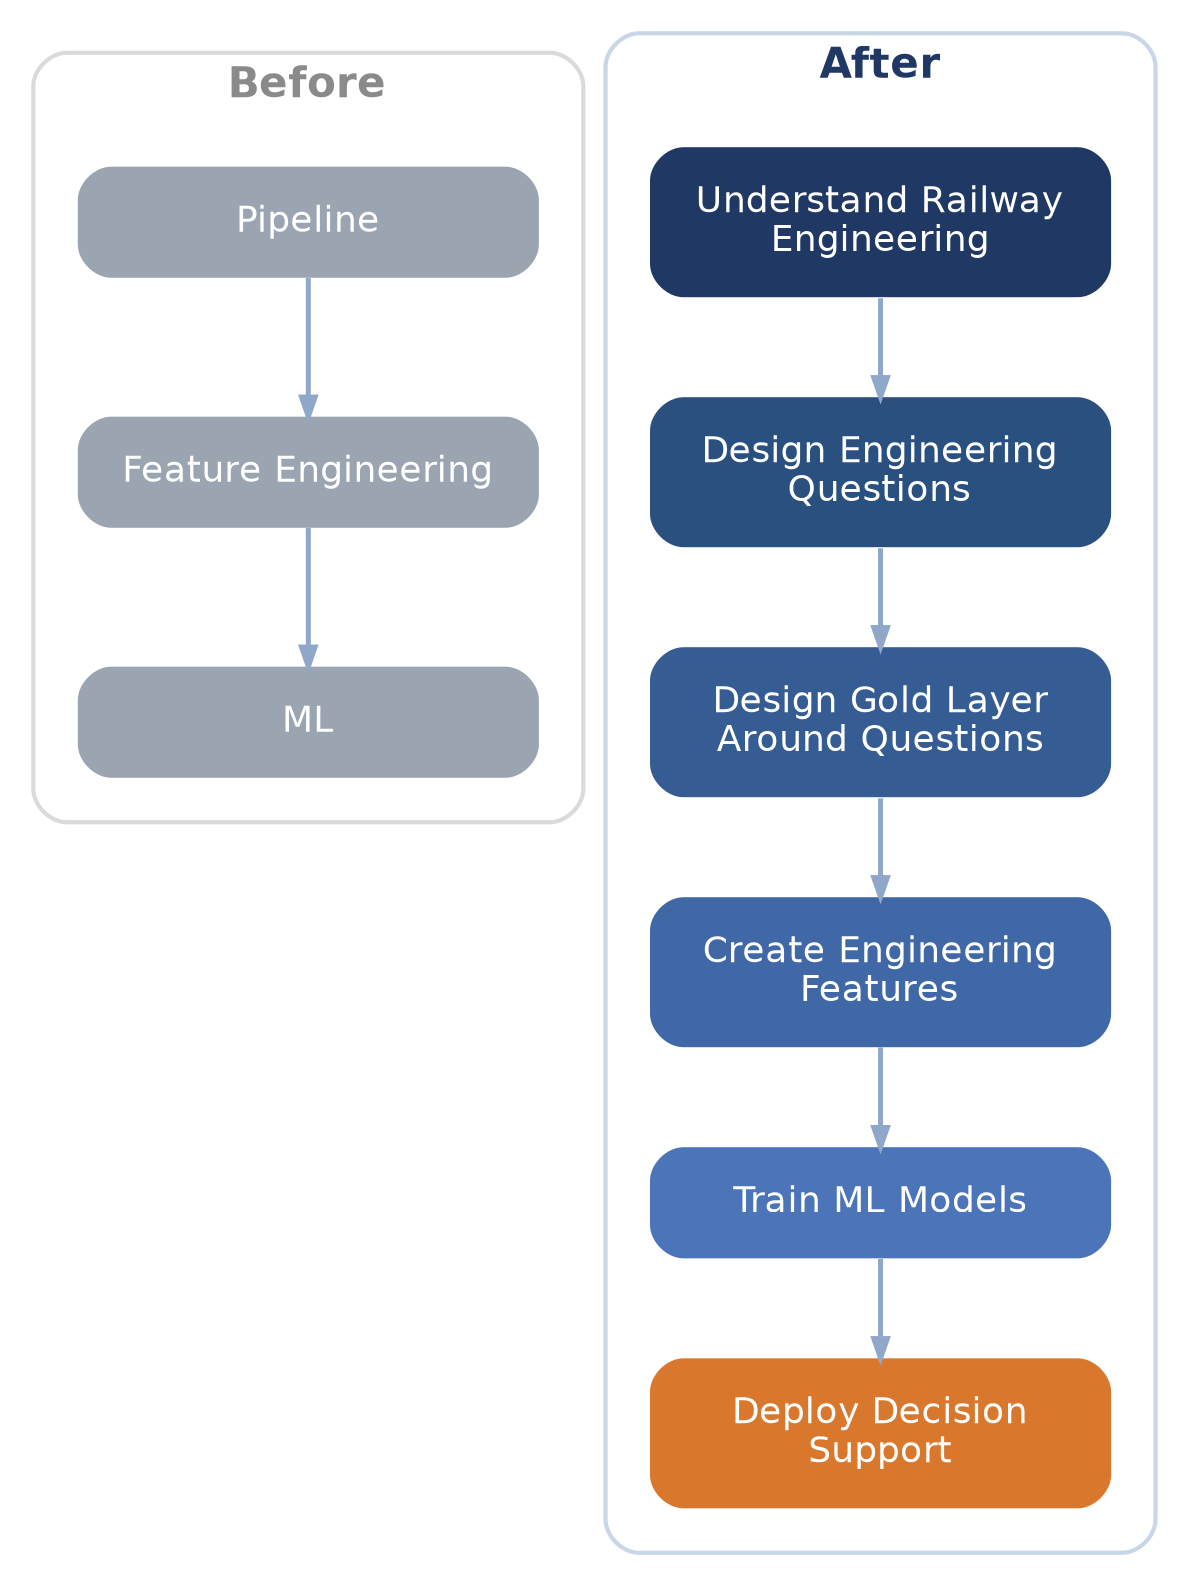 Before
Pipeline
Feature Engineering
ML
After
Understand Railway
Engineering
Design Engineering
Questions
Design Gold Layer
Around Questions
Create Engineering
Features
Train ML Models
Deploy Decision
Support